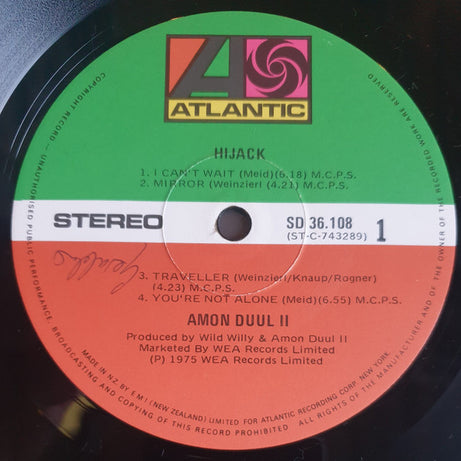 ATLANTIC
HIJACK
1. I CAN'T WAIT (Meid)(6.18) M.C.P.S.
2. MIRROR (Weinzierl (4.21) M.C.P.S.
STEREO
SD 36.108
(ST-C-743289)
1
3. TRAVELLER (Weinzierl/Knaup/Rogner)
(4.23) M.C.P.S.
4. YOU'RE NOT ALONE (Meid)(6.55) M.C.P.S.
AMON DUUL II
Produced by Wild Willy & Amon Duul II
Marketed By WEA Records Limited
(P) 1975 WEA Records Limited
MADE IN N.Z. BY E.M.I (NEW ZEALAND) LIMITED FOR ATLANTIC RECORDING CORP. NEW YORK.
COPYRIGHT RECORD — UNAUTHORISED PUBLIC PERFORMANCE, BROADCASTING AND COPYING OF THIS RECORD PROHIBITED. ALL RIGHTS OF THE MANUFACTURER AND OF THE OWNER OF THE RECORDED WORK ARE RESERVED